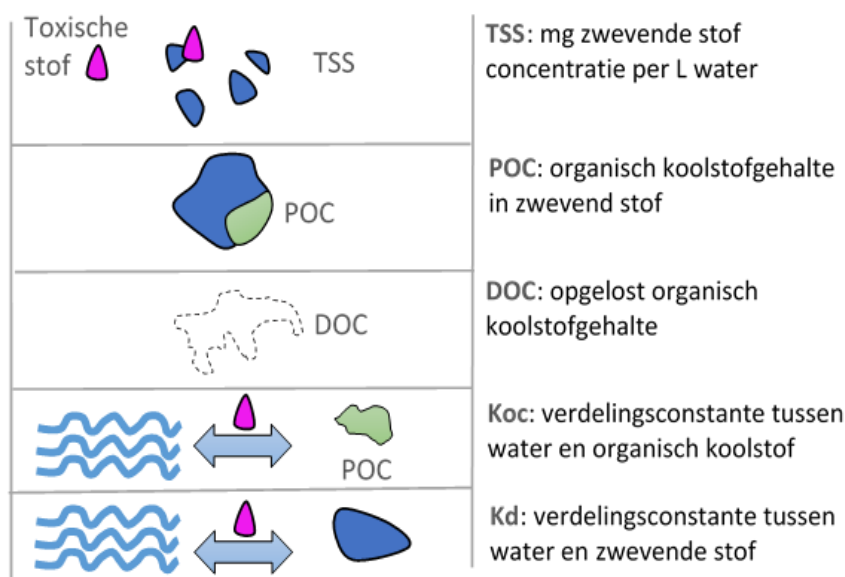 Toxische
stof
TSS
TSS: mg zwevende stof
concentratie per L water
POC
POC: organisch koolstofgehalte
in zwevend stof
DOC
DOC: opgelost organisch
koolstofgehalte
POC
Koc: verdelingsconstante tussen
water en organisch koolstof
Kd: verdelingsconstante tussen
water en zwevende stof